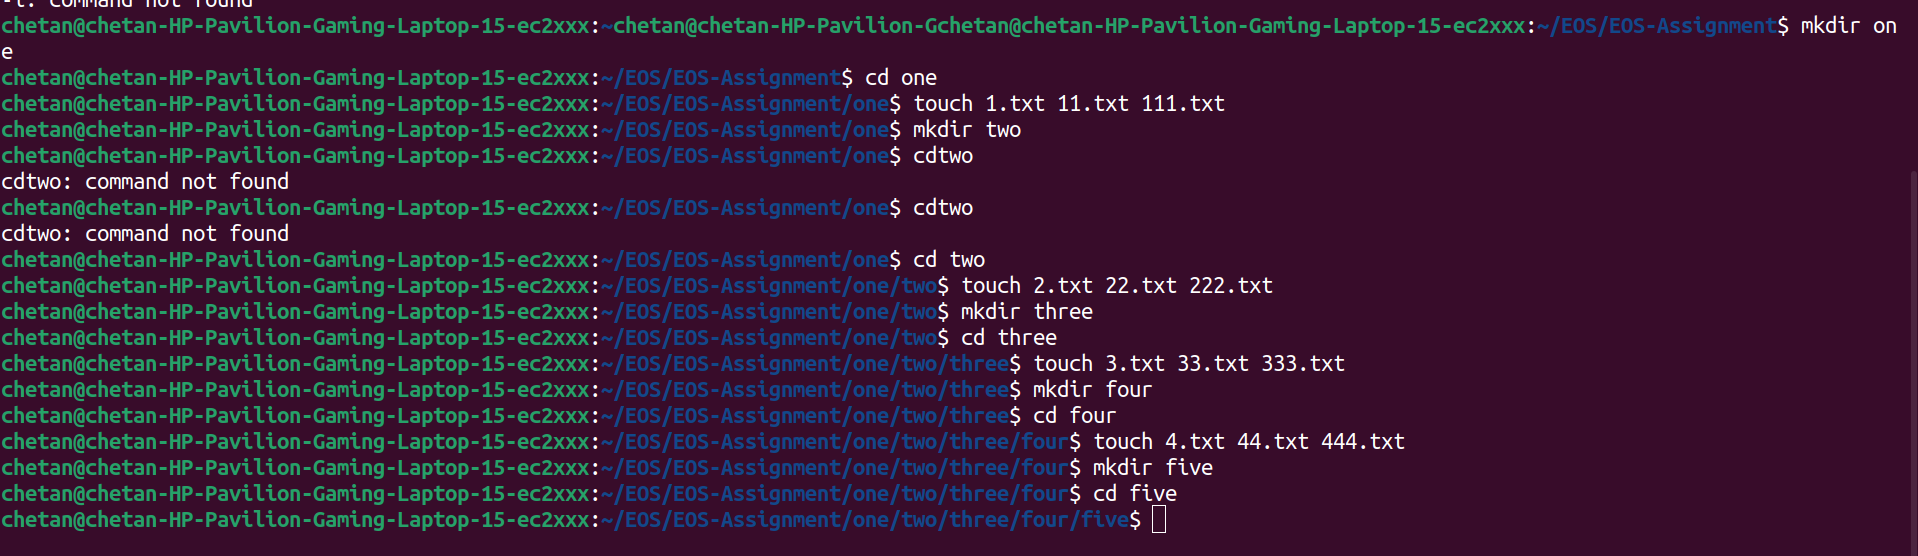 -t: command not found
chetan@chetan-HP-Pavilion-Gaming-Laptop-15-ec2xxx:~chetan@chetan-HP-Pavilion-Gchetan@chetan-HP-Pavilion-Gaming-Laptop-15-ec2xxx:~/EOS/EOS-Assignment$ mkdir on
e
chetan@chetan-HP-Pavilion-Gaming-Laptop-15-ec2xxx:~/EOS/EOS-Assignment$ cd one
chetan@chetan-HP-Pavilion-Gaming-Laptop-15-ec2xxx:~/EOS/EOS-Assignment/one$ touch 1.txt 11.txt 111.txt
chetan@chetan-HP-Pavilion-Gaming-Laptop-15-ec2xxx:~/EOS/EOS-Assignment/one$ mkdir two
chetan@chetan-HP-Pavilion-Gaming-Laptop-15-ec2xxx:~/EOS/EOS-Assignment/one$ cdtwo
cdtwo: command not found
chetan@chetan-HP-Pavilion-Gaming-Laptop-15-ec2xxx:~/EOS/EOS-Assignment/one$ cdtwo
cdtwo: command not found
chetan@chetan-HP-Pavilion-Gaming-Laptop-15-ec2xxx:~/EOS/EOS-Assignment/one$ cd two
chetan@chetan-HP-Pavilion-Gaming-Laptop-15-ec2xxx:~/EOS/EOS-Assignment/one/two$ touch 2.txt 22.txt 222.txt
chetan@chetan-HP-Pavilion-Gaming-Laptop-15-ec2xxx:~/EOS/EOS-Assignment/one/two$ mkdir three
chetan@chetan-HP-Pavilion-Gaming-Laptop-15-ec2xxx:~/EOS/EOS-Assignment/one/two$ cd three
chetan@chetan-HP-Pavilion-Gaming-Laptop-15-ec2xxx:~/EOS/EOS-Assignment/one/two/three$ touch 3.txt 33.txt 333.txt
chetan@chetan-HP-Pavilion-Gaming-Laptop-15-ec2xxx:~/EOS/EOS-Assignment/one/two/three$ mkdir four
chetan@chetan-HP-Pavilion-Gaming-Laptop-15-ec2xxx:~/EOS/EOS-Assignment/one/two/three$ cd four
chetan@chetan-HP-Pavilion-Gaming-Laptop-15-ec2xxx:~/EOS/EOS-Assignment/one/two/three/four$ touch 4.txt 44.txt 444.txt
chetan@chetan-HP-Pavilion-Gaming-Laptop-15-ec2xxx:~/EOS/EOS-Assignment/one/two/three/four$ mkdir five
chetan@chetan-HP-Pavilion-Gaming-Laptop-15-ec2xxx:~/EOS/EOS-Assignment/one/two/three/four$ cd five
chetan@chetan-HP-Pavilion-Gaming-Laptop-15-ec2xxx:~/EOS/EOS-Assignment/one/two/three/four/five$